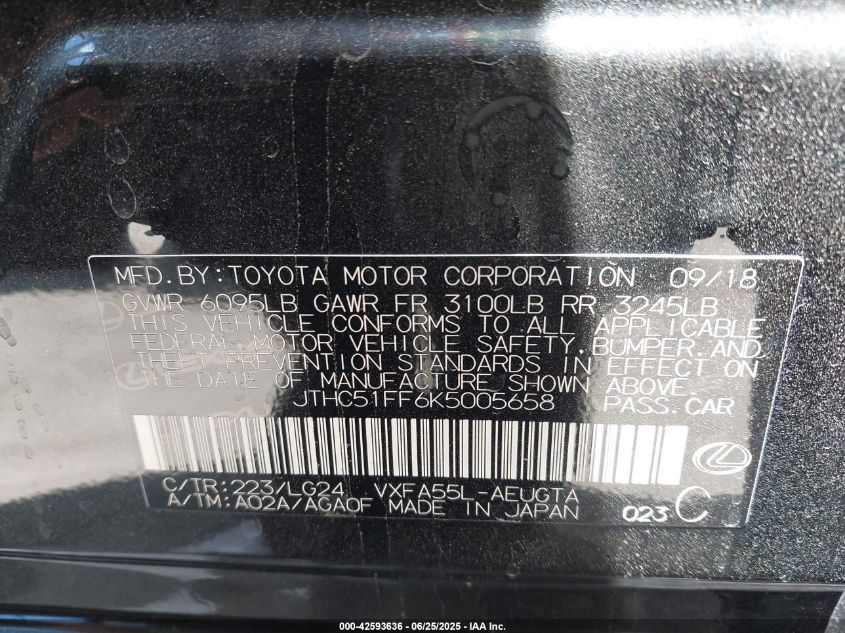 MFD.BY:TOYOTA MOTOR CORPORATION 09/18
GVWR 6095LB GAWR FR 3100LB RR 3245LB
THIS VEHICLE CONFORMS TO ALL APPLICABLE
FEDERAL MOTOR VEHICLE SAFETY,BUMPER,AND
THEFT PREVENTION STANDARDS IN EFFECT ON
THE DATE OF MANUFACTURE SHOWN ABOVE.
JTHC51FF6K5005658 PASS.CAR
C/TR:223/LG24 VXFA55L-AEUGTA
A/TM:A02A/AGA0F MADE IN JAPAN 023 C
000-42593636 | 06/25/2025 - IAA Inc.